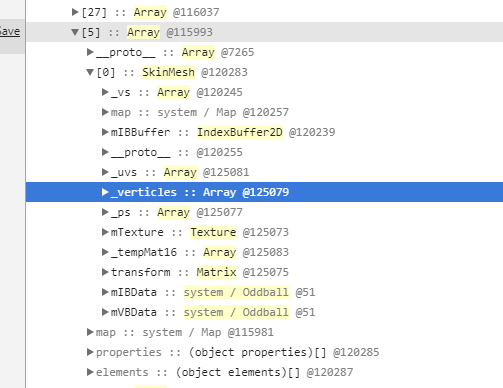 Save
▶[27] :: Array @116037
▼[5] :: Array @115993
▶__proto__ :: Array @7265
▼[0] :: SkinMesh @120283
▶_vs :: Array @120245
▶map :: system / Map @120257
▶mIBBuffer :: IndexBuffer2D @120239
▶__proto__ :: @120255
▶_uvs :: Array @125081
▶_verticles :: Array @125079
▶_ps :: Array @125077
▶mTexture :: Texture @125073
▶_tempMat16 :: Array @125083
▶transform :: Matrix @125075
▶mIBData :: system / Oddball @51
▶mVBData :: system / Oddball @51
▶map :: system / Map @115981
▶properties :: (object properties)[] @120285
▶elements :: (object elements)[] @120287